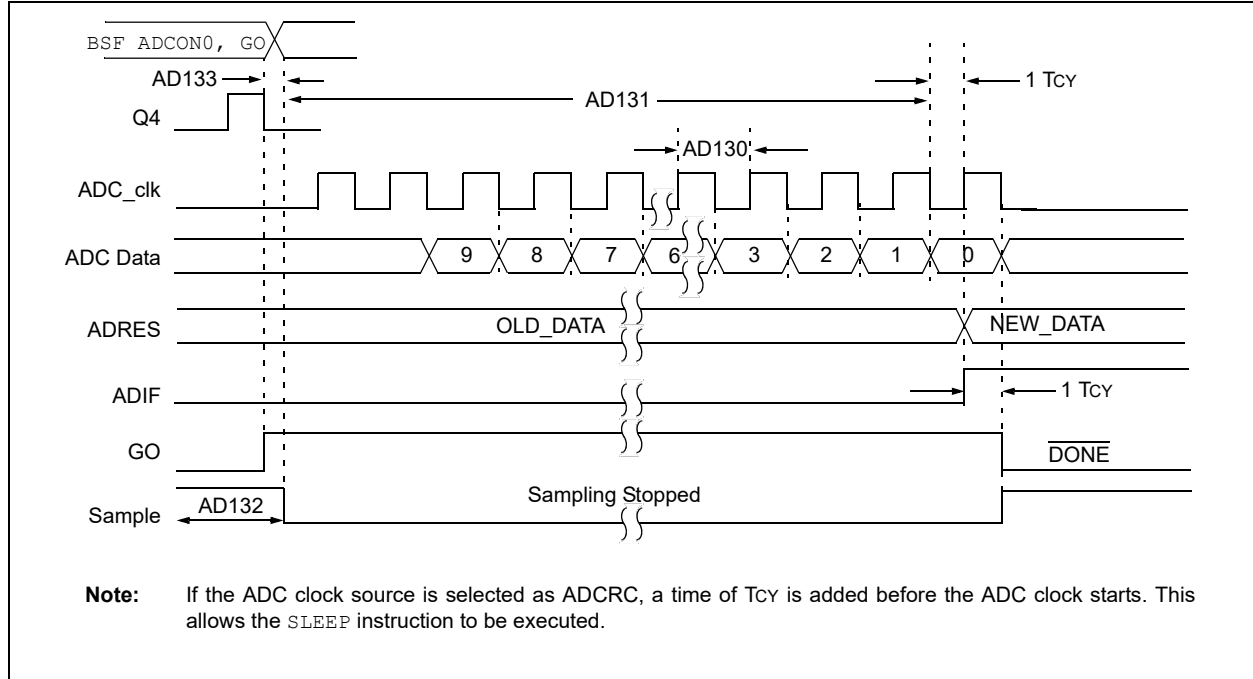 BSF ADCON0, GO
AD133
1 TCY
AD131
Q4
AD130
ADC_clk
ADC Data 9 8 7 6 3 2 1 0
ADRES OLD_DATA NEW_DATA
ADIF 1 TCY
GO DONE
Sample AD132 Sampling Stopped
Note: If the ADC clock source is selected as ADCRC, a time of TCY is added before the ADC clock starts. This
allows the SLEEP instruction to be executed.